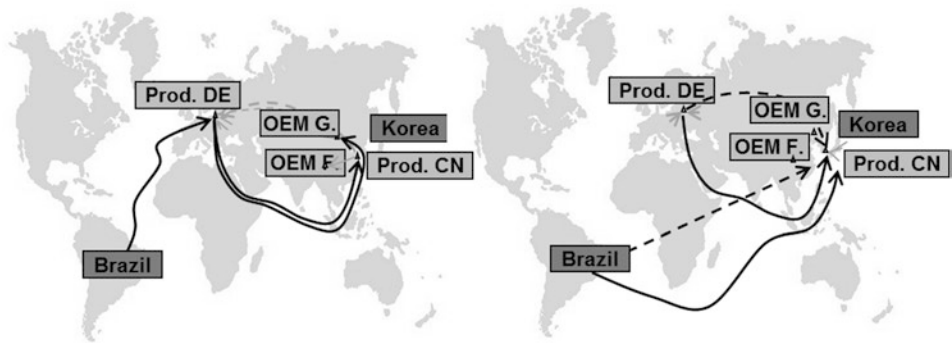 Prod. DE
OEM G.
Korea
OEM F.
Prod. CN
Brazil
Prod. DE
OEM G.
Korea
OEM F.
Prod. CN
Brazil